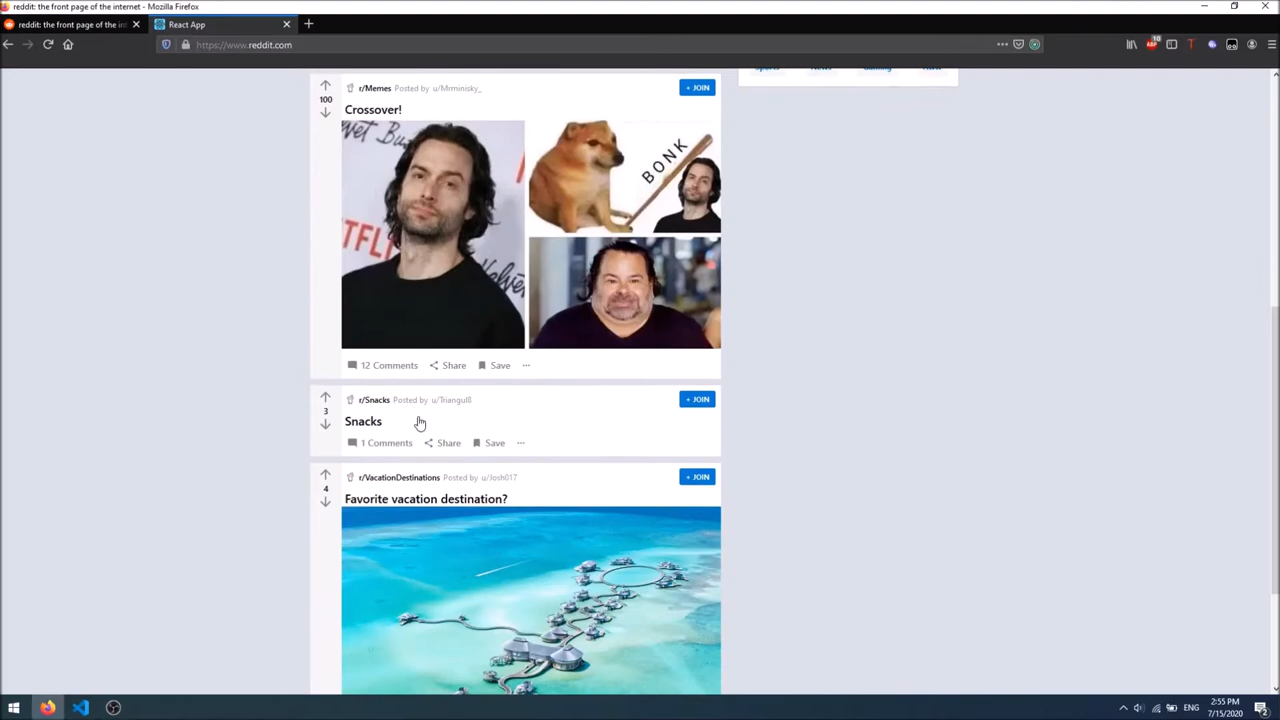 reddit: the front page of the internet - Mozilla Firefox
reddit: the front page of the in
React App
https://www.reddit.com
10
r/Memes Posted by u/Mrminisky_
+ JOIN
100
Crossover!
BONK
12 Comments Share Save
r/Snacks Posted by u/Triangul8
+ JOIN
3
Snacks
1 Comments Share Save
r/VacationDestinations Posted by u/Josh017
+ JOIN
4
Favorite vacation destination?
ENG
2:55 PM
7/15/2020
2